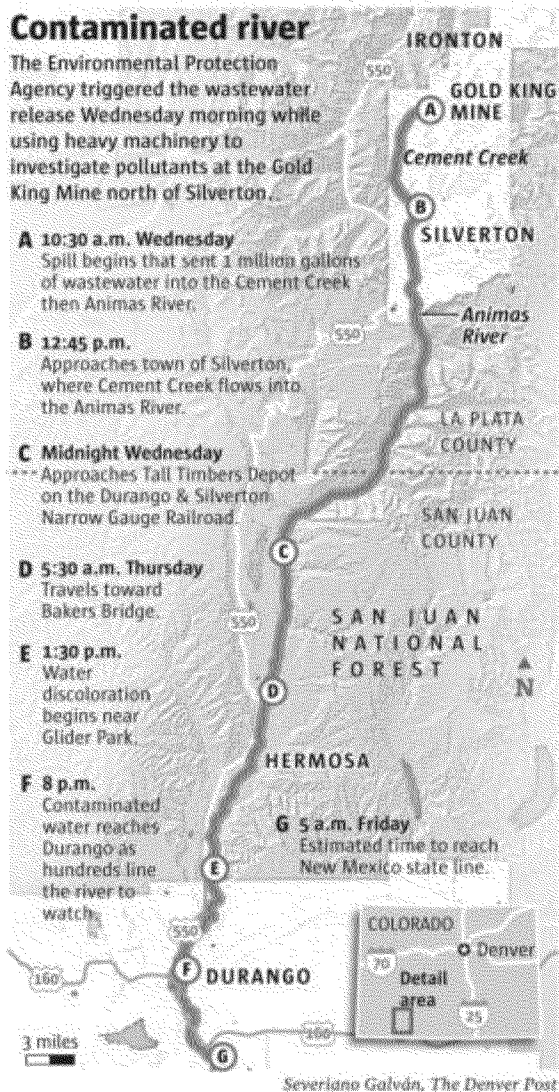 Contaminated river
The Environmental Protection
Agency triggered the wastewater
release Wednesday morning while
using heavy machinery to
investigate pollutants at the Gold
King Mine north of Silverton.
A 10:30 a.m. Wednesday
Spill begins that sent 1 million gallons
of wastewater into the Cement Creek
then Animas River.
B 12:45 p.m.
Approaches town of Silverton,
where Cement Creek flows into
the Animas River.
C Midnight Wednesday
Approaches Tall Timbers Depot
on the Durango & Silverton
Narrow Gauge Railroad.
D 5:30 a.m. Thursday
Travels toward
Bakers Bridge.
E 1:30 p.m.
Water
discoloration
begins near
Glider Park.
F 8 p.m.
Contaminated
water reaches
Durango as
hundreds line
the river to
watch.
G 5 a.m. Friday
Estimated time to reach
New Mexico state line.
IRONTON
550
A
GOLD KING
MINE
Cement Creek
B
SILVERTON
Animas
River
550
LA PLATA
COUNTY
SAN JUAN
COUNTY
C
550
SAN JUAN
NATIONAL
FOREST
N
D
HERMOSA
E
550
160
F
DURANGO
160
G
3 miles
COLORADO
Denver
70
Detail
area
25
Severiano Galván, The Denver Post